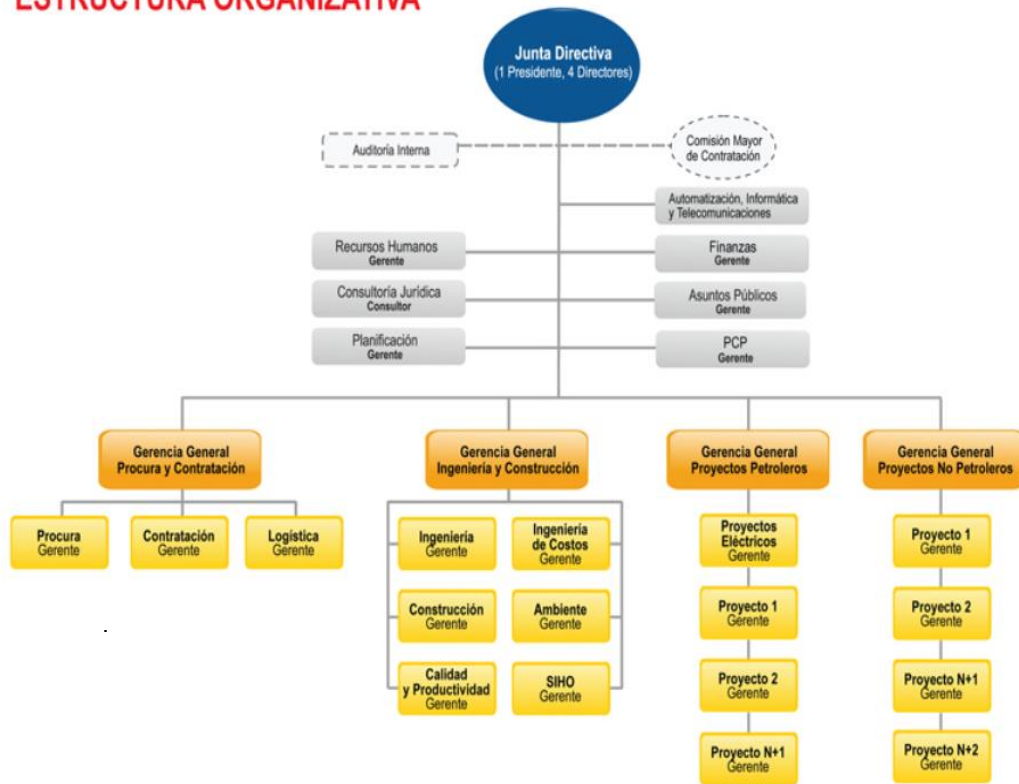 ESTRUCTURA ORGANIZATIVA
Junta Directiva
(1 Presidente, 4 Directores)
Auditoría Interna
Comisión Mayor
de Contratación
Automatización, Informática
y Telecomunicaciones
Recursos Humanos
Gerente
Finanzas
Gerente
Consultoría Jurídica
Consultor
Asuntos Públicos
Gerente
Planificación
Gerente
PCP
Gerente
Gerencia General
Procura y Contratación
Gerencia General
Ingeniería y Construcción
Gerencia General
Proyectos Petroleros
Gerencia General
Proyectos No Petroleros
Procura
Gerente
Contratación
Gerente
Logística
Gerente
Ingeniería
Gerente
Ingeniería
de Costos
Gerente
Construcción
Gerente
Ambiente
Gerente
Calidad
y Productividad
Gerente
SIHO
Gerente
Proyectos
Eléctricos
Gerente
Proyecto 1
Gerente
Proyecto 2
Gerente
Proyecto N+1
Gerente
Proyecto 1
Gerente
Proyecto 2
Gerente
Proyecto N+1
Gerente
Proyecto N+2
Gerente